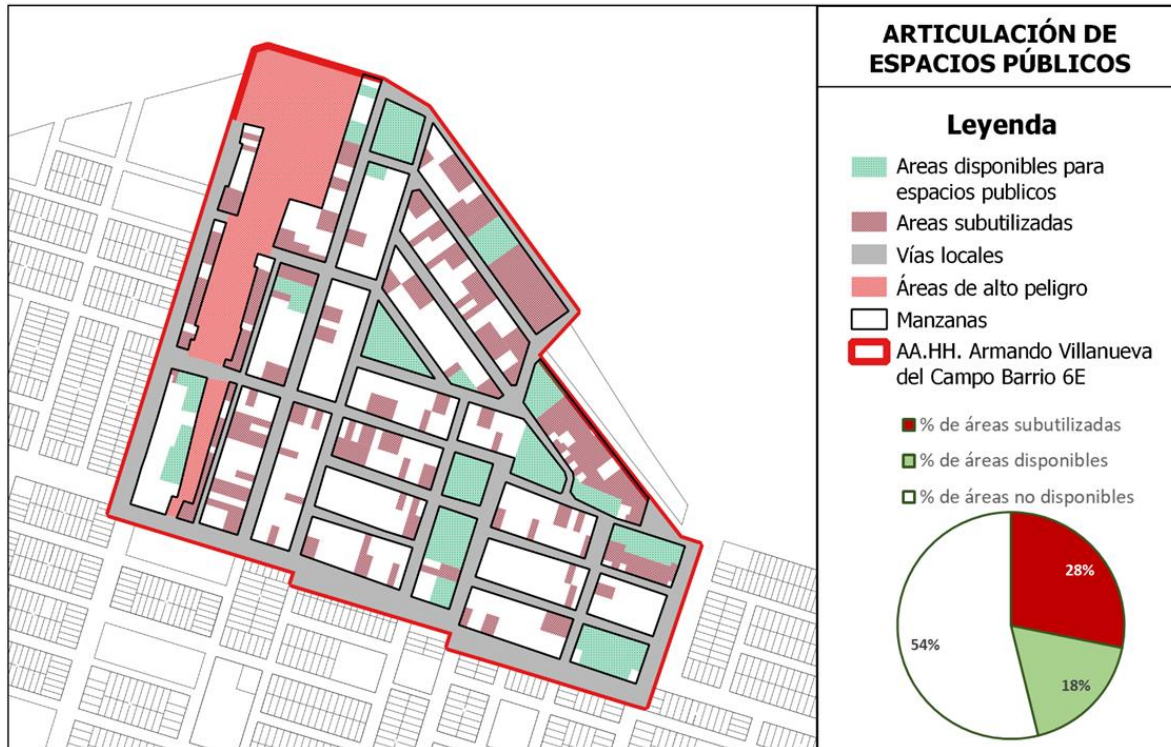 ARTICULACIÓN DE
ESPACIOS PÚBLICOS
Leyenda
Areas disponibles para
espacios publicos
Areas subutilizadas
Vías locales
Áreas de alto peligro
Manzanas
AA.HH. Armando Villanueva
del Campo Barrio 6E
% de áreas subutilizadas
% de áreas disponibles
% de áreas no disponibles
28%
54%
18%